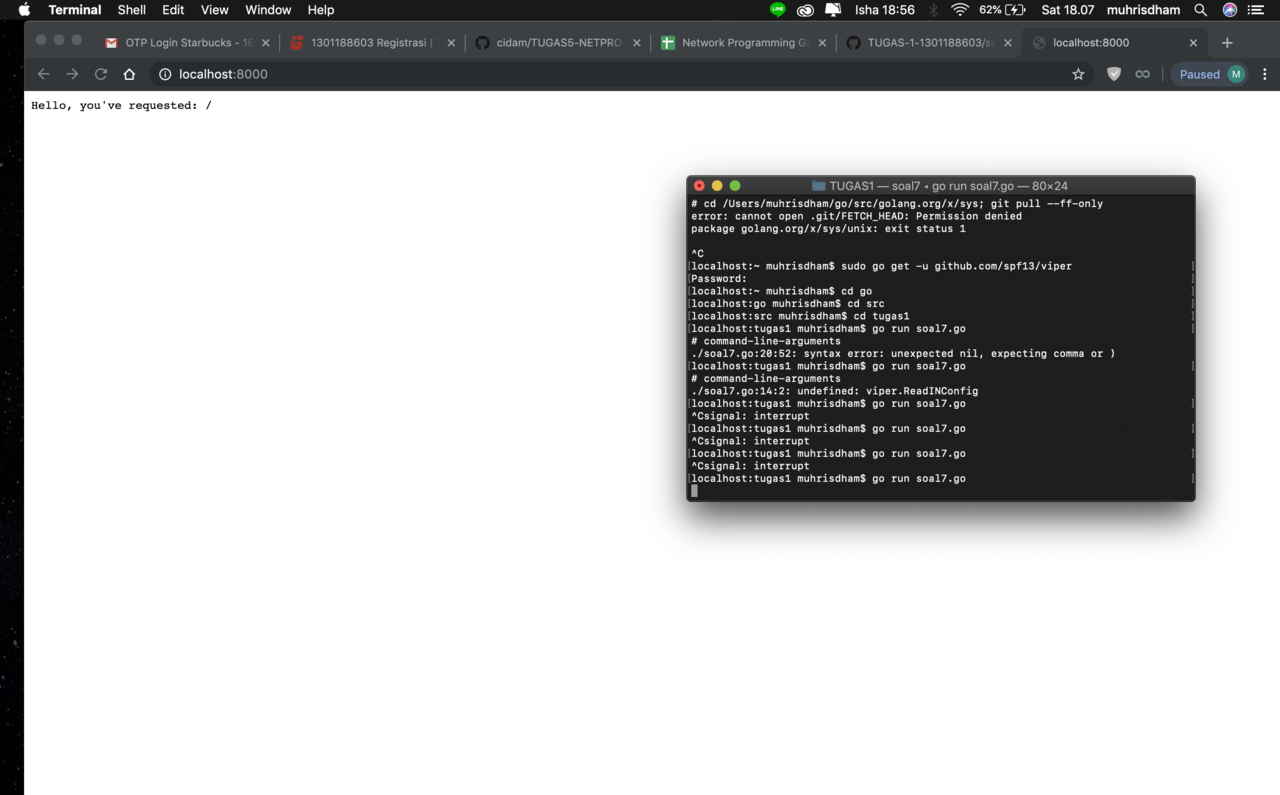 Terminal Shell Edit View Window Help LINE Isha 18:56 62% Sat 18.07 muhrisdham
OTP Login Starbucks - 16 1301188603 Registrasi | T cidam/TUGAS5-NETPRO Network Programming Ga TUGAS-1-1301188603/so localhost:8000
localhost:8000 Paused M
Hello, you've requested: /
TUGAS1 — soal7 • go run soal7.go — 80×24
# cd /Users/muhrisdham/go/src/golang.org/x/sys; git pull --ff-only
error: cannot open .git/FETCH_HEAD: Permission denied
package golang.org/x/sys/unix: exit status 1
^C
[localhost:~ muhrisdham$ sudo go get -u github.com/spf13/viper ]
[Password: ]
[localhost:~ muhrisdham$ cd go ]
[localhost:go muhrisdham$ cd src ]
[localhost:src muhrisdham$ cd tugas1 ]
[localhost:tugas1 muhrisdham$ go run soal7.go ]
# command-line-arguments
./soal7.go:20:52: syntax error: unexpected nil, expecting comma or )
[localhost:tugas1 muhrisdham$ go run soal7.go ]
# command-line-arguments
./soal7.go:14:2: undefined: viper.ReadINConfig
[localhost:tugas1 muhrisdham$ go run soal7.go ]
^Csignal: interrupt
[localhost:tugas1 muhrisdham$ go run soal7.go ]
^Csignal: interrupt
[localhost:tugas1 muhrisdham$ go run soal7.go ]
^Csignal: interrupt
[localhost:tugas1 muhrisdham$ go run soal7.go ]